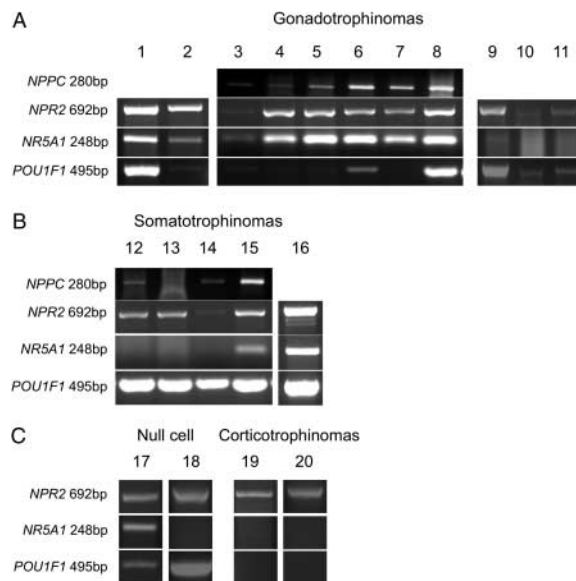 A
Gonadotrophinomas
1 2 3 4 5 6 7 8 9 10 11
NPPC 280bp
NPR2 692bp
NR5A1 248bp
POU1F1 495bp
B
Somatotrophinomas
12 13 14 15 16
NPPC 280bp
NPR2 692bp
NR5A1 248bp
POU1F1 495bp
C
Null cell Corticotrophinomas
17 18 19 20
NPR2 692bp
NR5A1 248bp
POU1F1 495bp